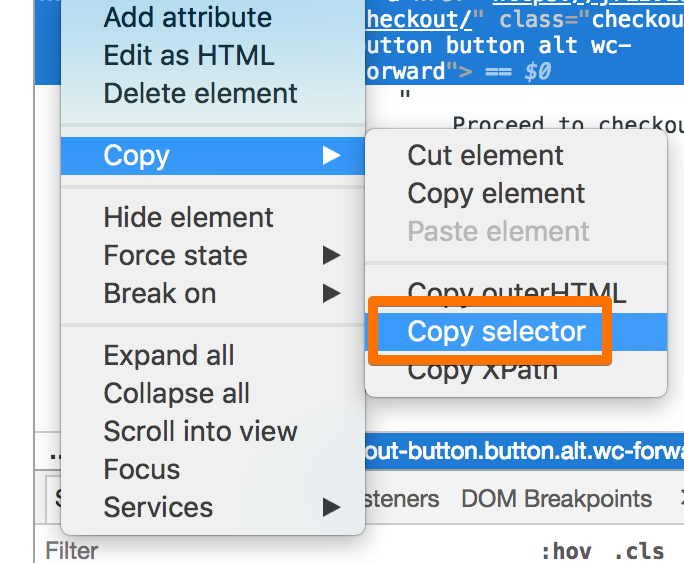 Add attribute
Edit as HTML
Delete element
heckout/" class="checkou
button button alt wc-
orward"> == $0
"
Proceed to checkou
Copy
Cut element
Copy element
Paste element
Hide element
Force state
Break on
Copy outerHTML
Copy selector
Copy XPath
Expand all
Collapse all
Scroll into view
Focus
Services
out-button.button.alt.wc-forwa
isteners
DOM Breakpoints
Filter
:hov .cls